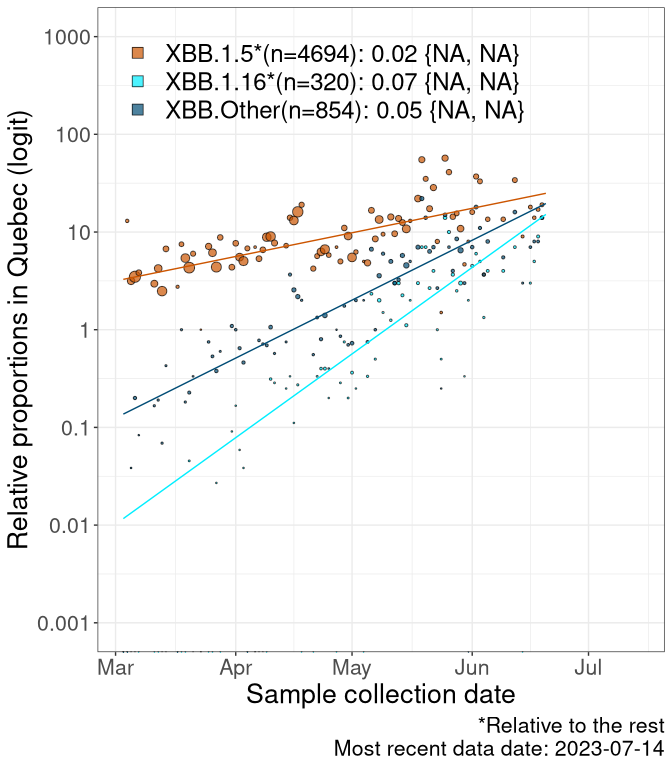 XBB.1.5*(n=4694): 0.02 {NA, NA}
XBB.1.16*(n=320): 0.07 {NA, NA}
XBB.Other(n=854): 0.05 {NA, NA}
Relative proportions in Quebec (logit)
1000
100
10
1
0.1
0.01
0.001
Mar Apr May Jun Jul
Sample collection date
*Relative to the rest
Most recent data date: 2023-07-14